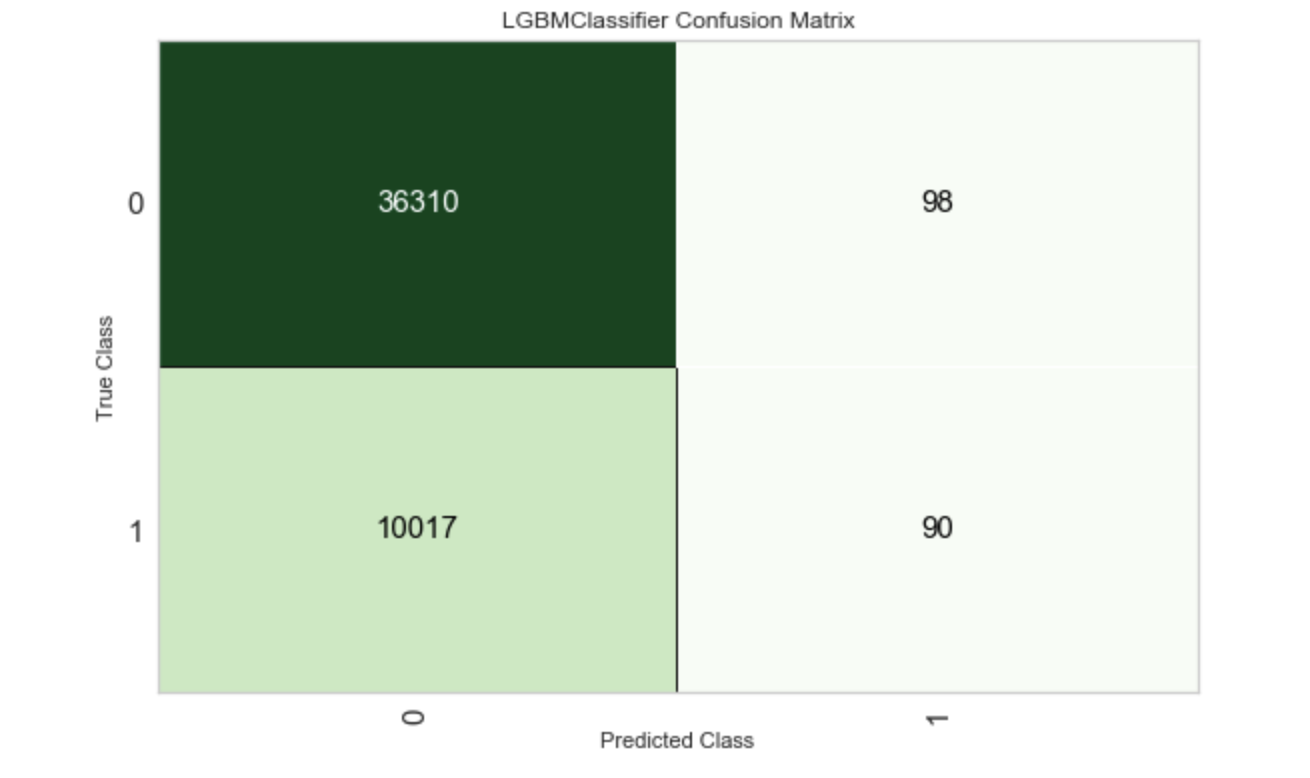 LGBMClassifier Confusion Matrix
0
36310
98
True Class
1
10017
90
0
1
Predicted Class